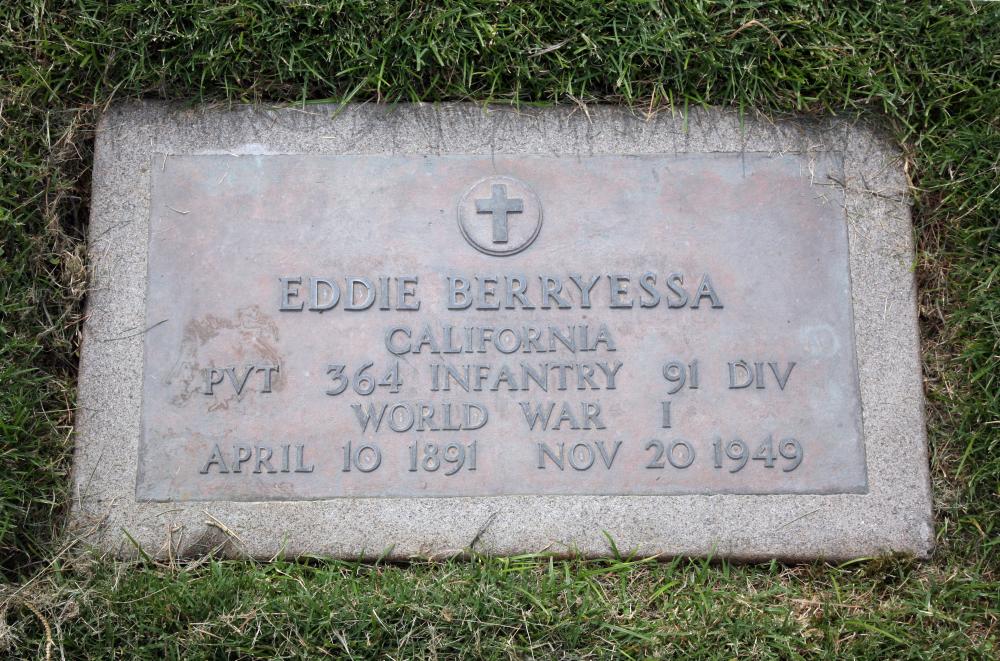 EDDIE BERRYESSA
CALIFORNIA
PVT 364 INFANTRY 91 DIV
WORLD WAR I
APRIL 10 1891 NOV 20 1949